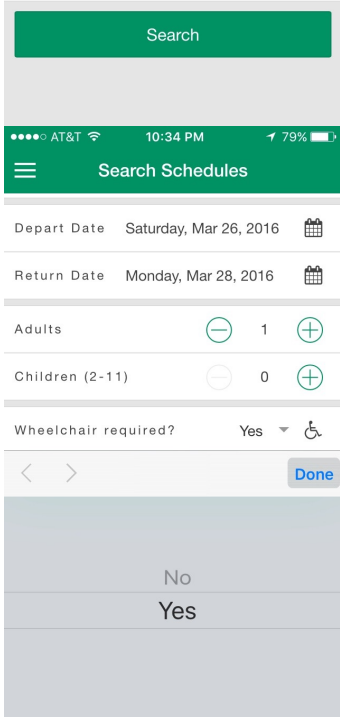 Search
AT&T 10:34 PM 79%
Search Schedules
Depart Date Saturday, Mar 26, 2016
Return Date Monday, Mar 28, 2016
Adults 1
Children (2-11) 0
Wheelchair required? Yes
Done
No
Yes